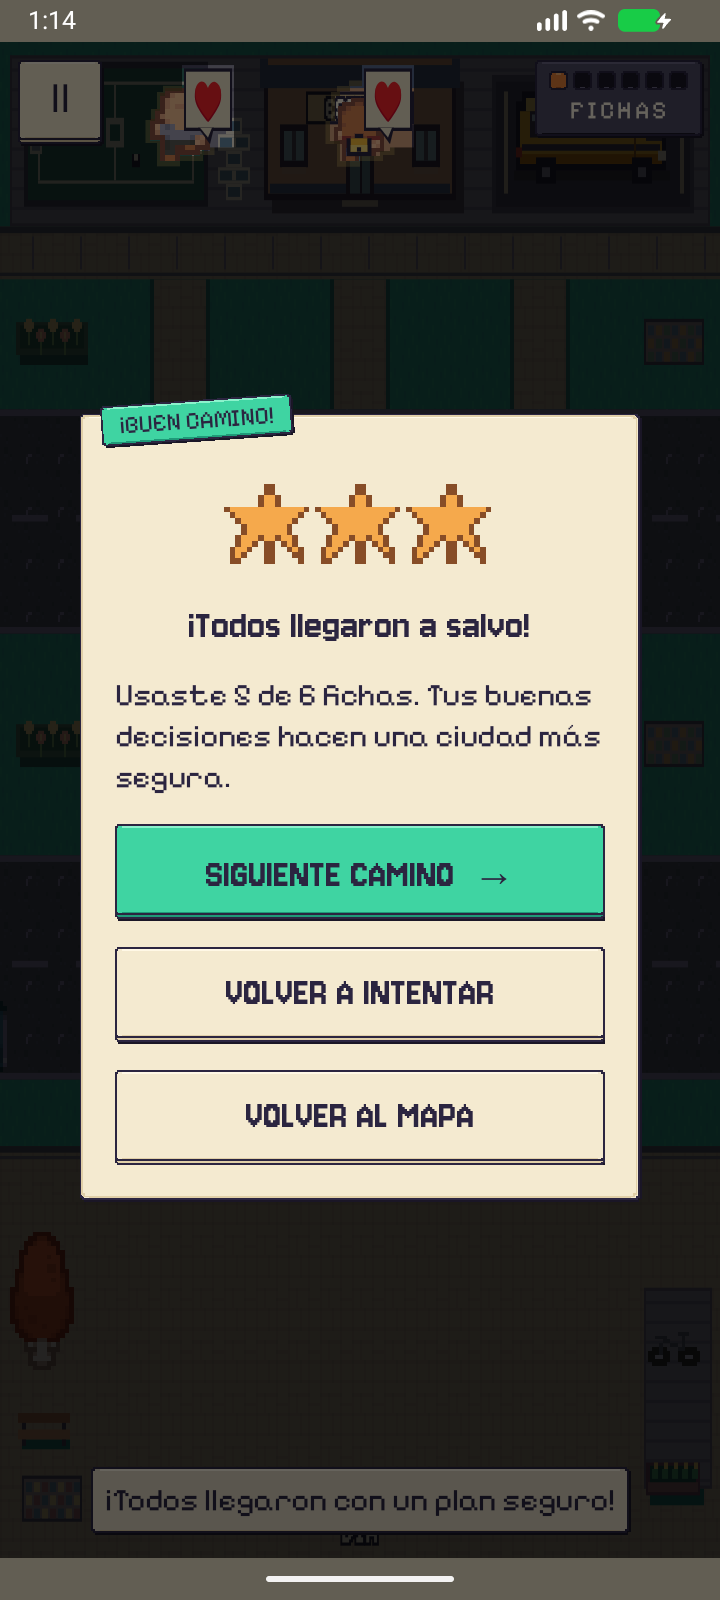 1:14
FICHAS
¡BUEN CAMINO!
¡Todos llegaron a salvo!
Usaste 5 de 6 fichas. Tus buenas
decisiones hacen una ciudad más
segura.
SIGUIENTE CAMINO →
VOLVER A INTENTAR
VOLVER AL MAPA
¡Todos llegaron con un plan seguro!